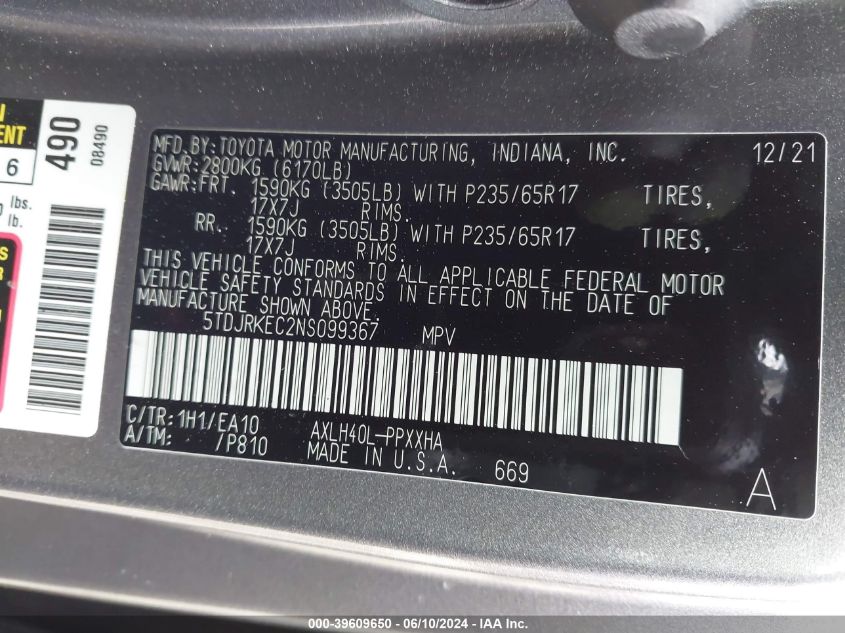 490
08490
ENT
6
lbs.
lb.
S
R
MFD.BY:TOYOTA MOTOR MANUFACTURING, INDIANA, INC. 12/21
GVWR:2800KG (6170LB)
GAWR:FRT. 1590KG (3505LB) WITH P235/65R17 TIRES,
17X7J RIMS.
RR. 1590KG (3505LB) WITH P235/65R17 TIRES,
17X7J RIMS.
THIS VEHICLE CONFORMS TO ALL APPLICABLE FEDERAL MOTOR
VEHICLE SAFETY STANDARDS IN EFFECT ON THE DATE OF
MANUFACTURE SHOWN ABOVE.
5TDJRKEC2NS099367 MPV
C/TR:1H1/EA10 AXLH40L-PPXXHA
A/TM: /P810 MADE IN U.S.A. 669
A
000-39609650 - 06/10/2024 - IAA Inc.